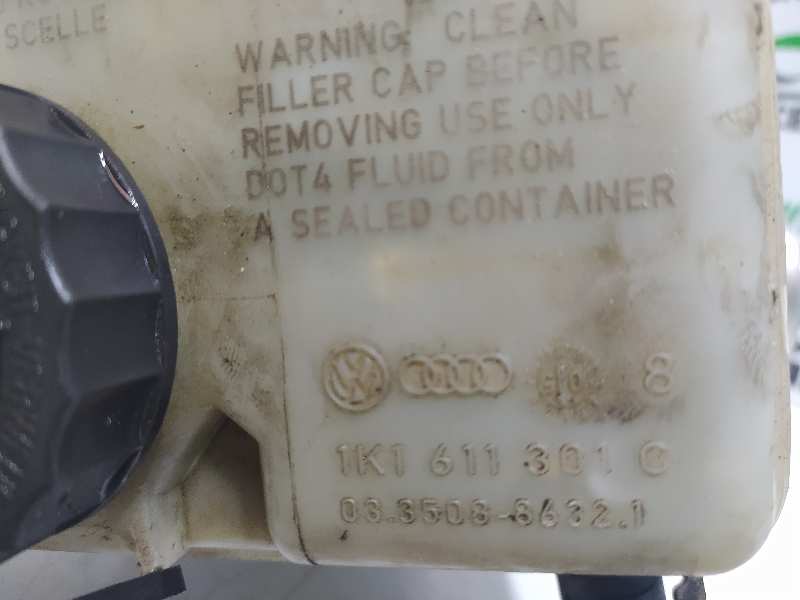 SCELLE
WARNING: CLEAN
FILLER CAP BEFORE
REMOVING USE ONLY
DOT4 FLUID FROM
A SEALED CONTAINER
8
1K1 611 301 C
03.3508-8632.1